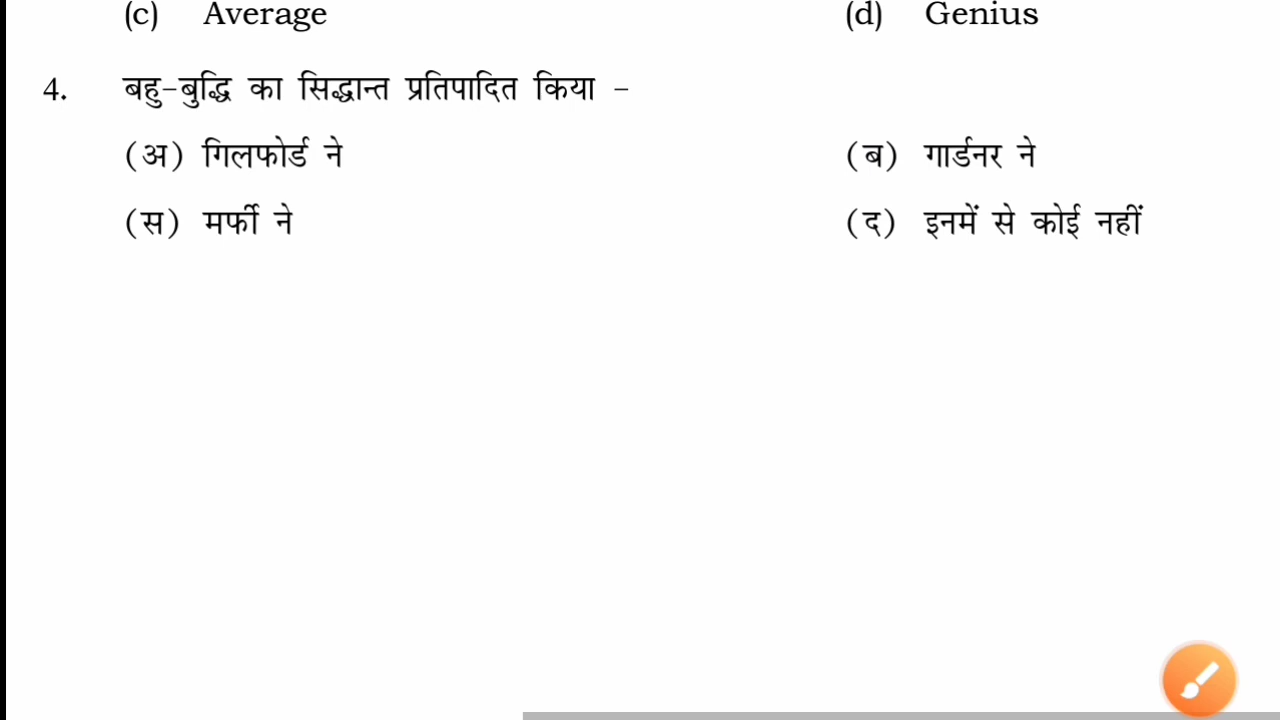 (c) Average (d) Genius
4. बहु-बुद्धि का सिद्धान्त प्रतिपादित किया –
(अ) गिलफोर्ड ने (ब) गार्डनर ने
(स) मर्फी ने (द) इनमें से कोई नहीं